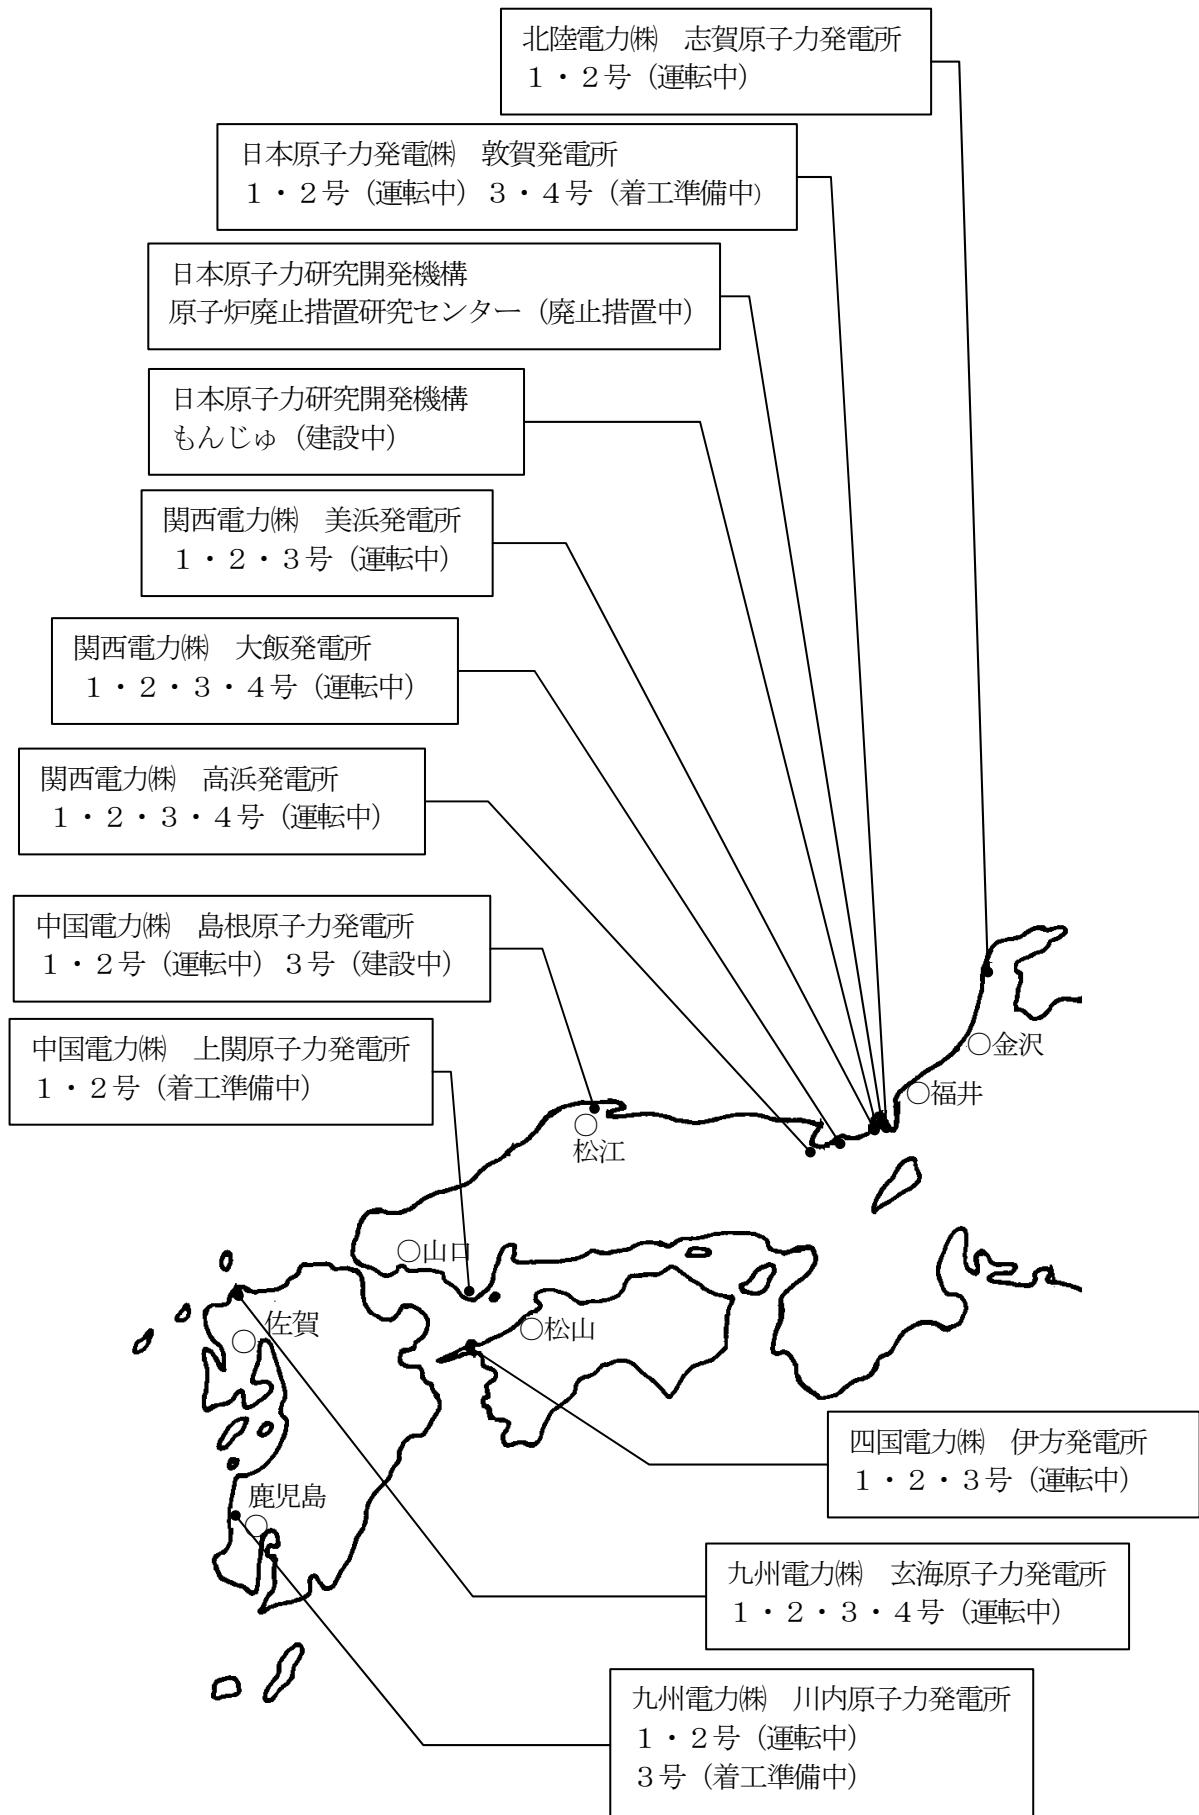 北陸電力㈱　志賀原子力発電所
１・２号（運転中）
日本原子力発電㈱　敦賀発電所
１・２号（運転中）３・４号（着工準備中）
日本原子力研究開発機構
原子炉廃止措置研究センター（廃止措置中）
日本原子力研究開発機構
もんじゅ（建設中）
関西電力㈱　美浜発電所
１・２・３号（運転中）
関西電力㈱　大飯発電所
１・２・３・４号（運転中）
関西電力㈱　高浜発電所
１・２・３・４号（運転中）
中国電力㈱　島根原子力発電所
１・２号（運転中）３号（建設中）
中国電力㈱　上関原子力発電所
１・２号（着工準備中）
○金沢
○福井
○
松江
○山口
○松山
佐賀
○
鹿児島
○
四国電力㈱　伊方発電所
１・２・３号（運転中）
九州電力㈱　玄海原子力発電所
１・２・３・４号（運転中）
九州電力㈱　川内原子力発電所
１・２号（運転中）
３号（着工準備中）